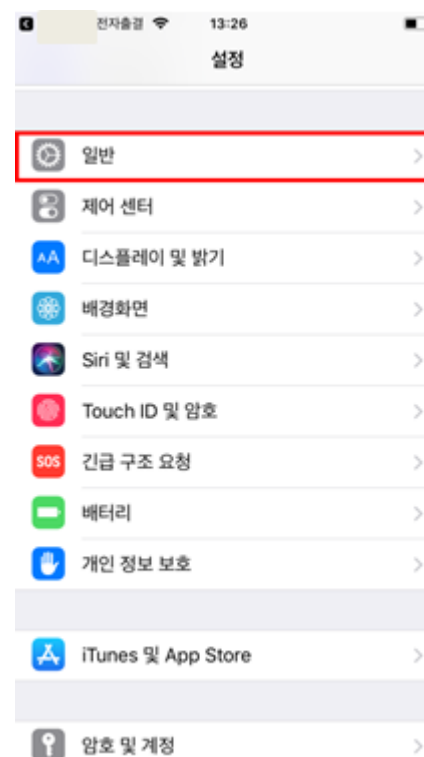 전자출결 13:26
설정
일반
제어 센터
AA 디스플레이 및 밝기
배경화면
Siri 및 검색
Touch ID 및 암호
SOS 긴급 구조 요청
배터리
개인 정보 보호
iTunes 및 App Store
암호 및 계정